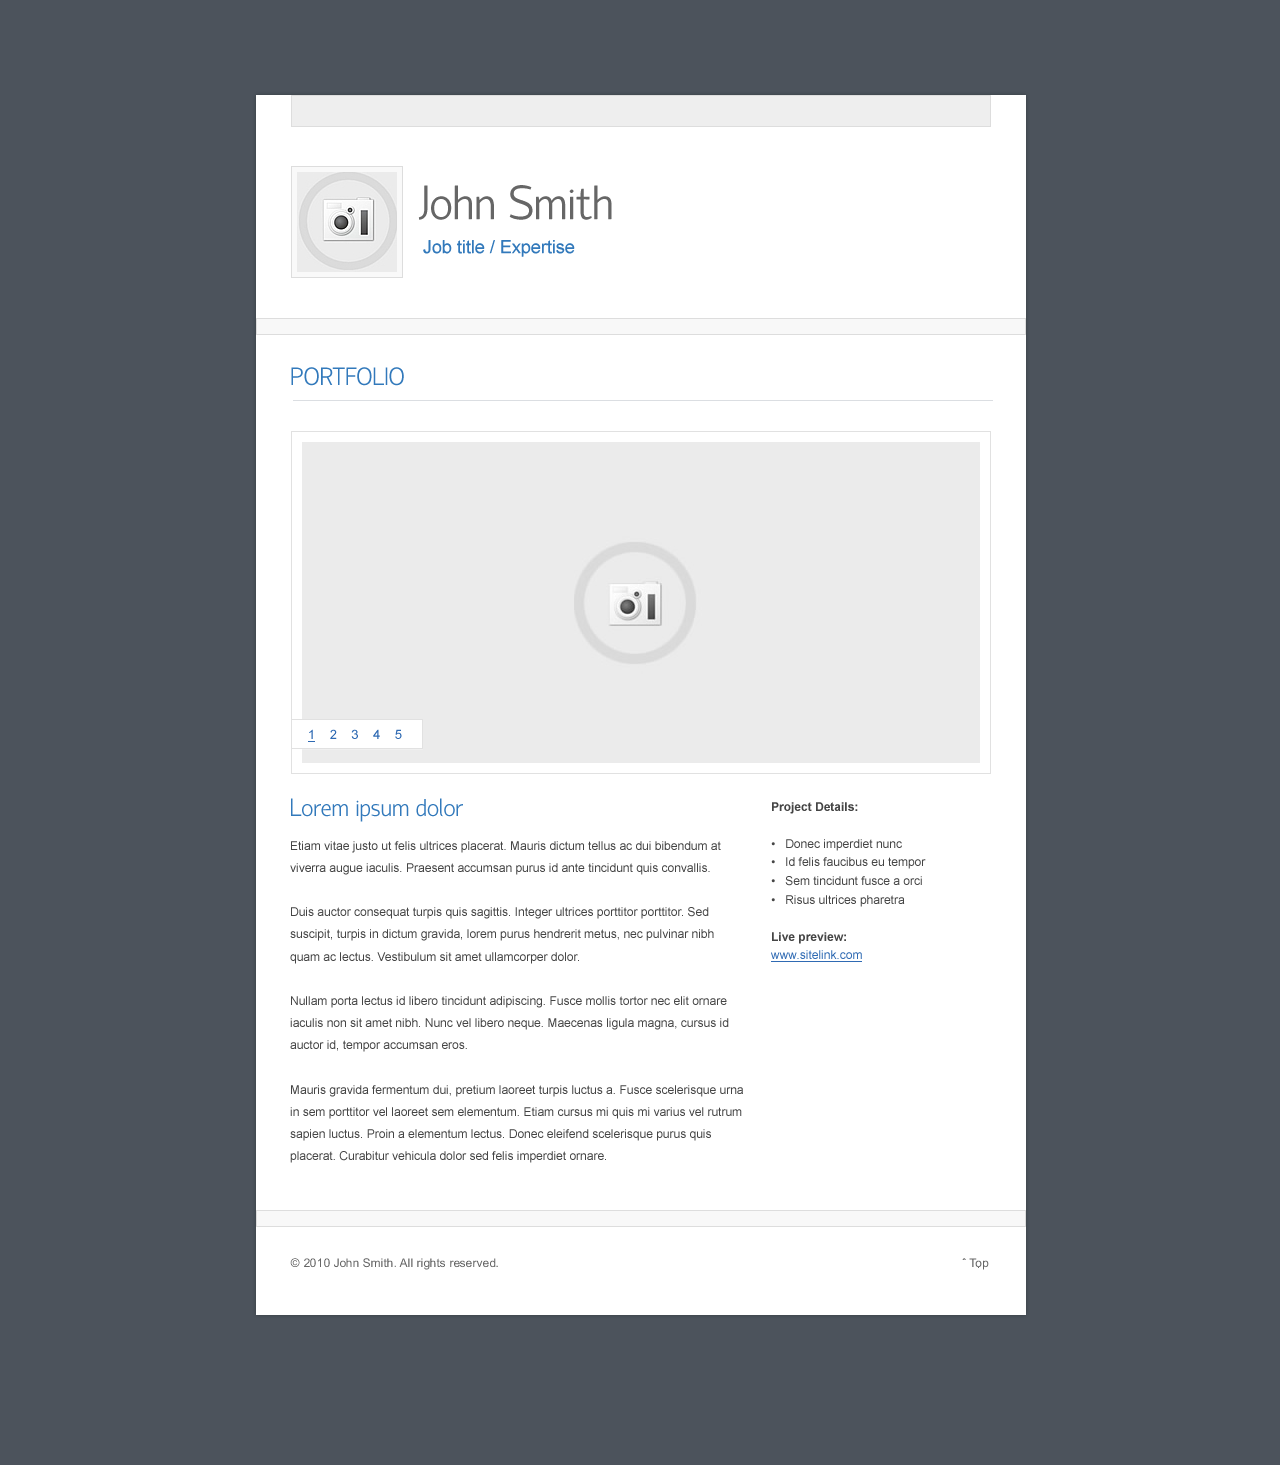 John Smith
Job title / Expertise
PORTFOLIO
1 2 3 4 5
Lorem ipsum dolor
Etiam vitae justo ut felis ultrices placerat. Mauris dictum tellus ac dui bibendum at
viverra augue iaculis. Praesent accumsan purus id ante tincidunt quis convallis.
Duis auctor consequat turpis quis sagittis. Integer ultrices porttitor porttitor. Sed
suscipit, turpis in dictum gravida, lorem purus hendrerit metus, nec pulvinar nibh
quam ac lectus. Vestibulum sit amet ullamcorper dolor.
Nullam porta lectus id libero tincidunt adipiscing. Fusce mollis tortor nec elit ornare
iaculis non sit amet nibh. Nunc vel libero neque. Maecenas ligula magna, cursus id
auctor id, tempor accumsan eros.
Mauris gravida fermentum dui, pretium laoreet turpis luctus a. Fusce scelerisque urna
in sem porttitor vel laoreet sem elementum. Etiam cursus mi quis mi varius vel rutrum
sapien luctus. Proin a elementum lectus. Donec eleifend scelerisque purus quis
placerat. Curabitur vehicula dolor sed felis imperdiet ornare.
Project Details:
• Donec imperdiet nunc
• Id felis faucibus eu tempor
• Sem tincidunt fusce a orci
• Risus ultrices pharetra
Live preview:
www.sitelink.com
© 2010 John Smith. All rights reserved.
ˆ Top